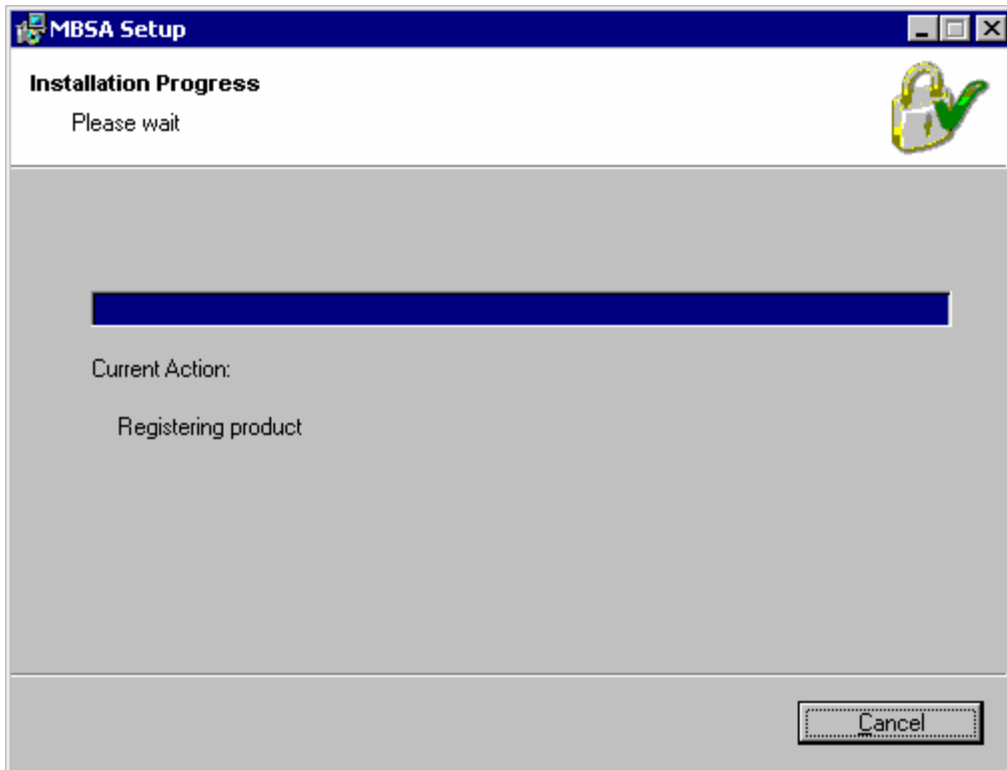 MBSA Setup
Installation Progress
Please wait
Current Action:
Registering product
Cancel